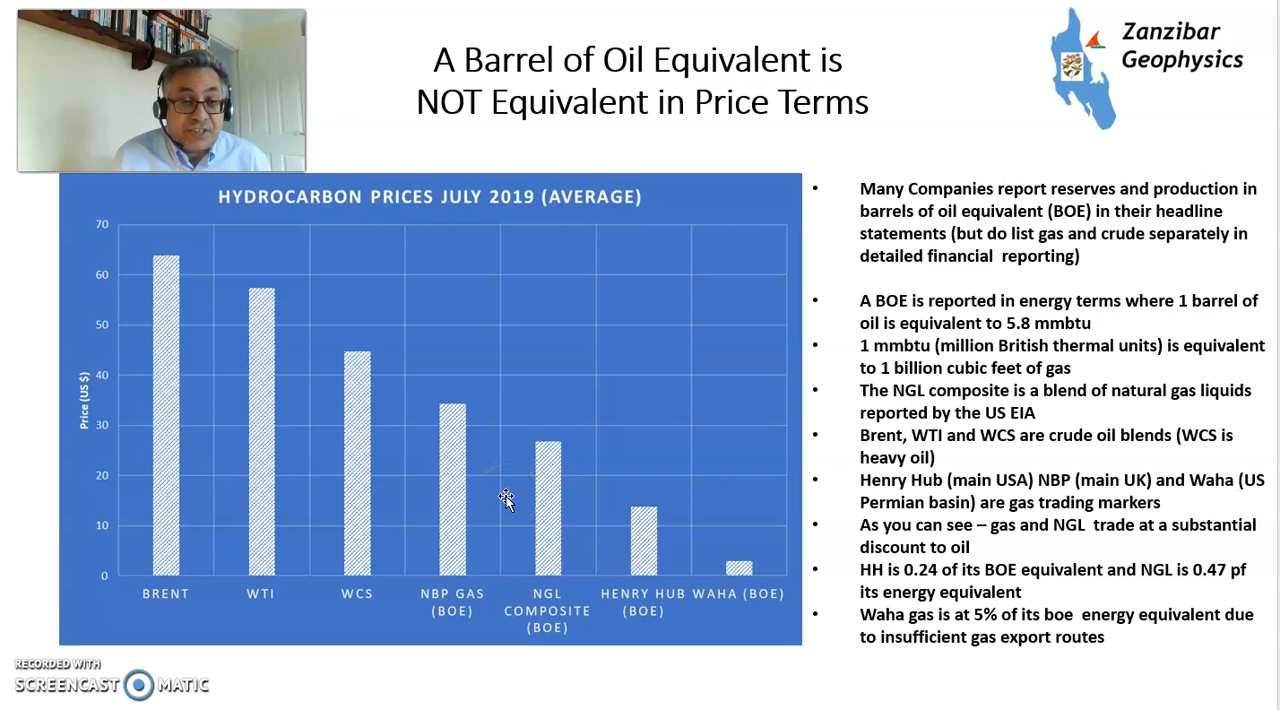 Zanzibar
Geophysics
A Barrel of Oil Equivalent is
NOT Equivalent in Price Terms
HYDROCARBON PRICES JULY 2019 (AVERAGE)
Price (US $)
70
60
50
40
30
20
10
0
BRENT
WTI
WCS
NBP GAS
(BOE)
NGL
COMPOSITE
(BOE)
HENRY HUB
(BOE)
WAHA (BOE)
• Many Companies report reserves and production in
barrels of oil equivalent (BOE) in their headline
statements (but do list gas and crude separately in
detailed financial reporting)
• A BOE is reported in energy terms where 1 barrel of
oil is equivalent to 5.8 mmbtu
• 1 mmbtu (million British thermal units) is equivalent
to 1 billion cubic feet of gas
• The NGL composite is a blend of natural gas liquids
reported by the US EIA
• Brent, WTI and WCS are crude oil blends (WCS is
heavy oil)
• Henry Hub (main USA) NBP (main UK) and Waha (US
Permian basin) are gas trading markers
• As you can see – gas and NGL trade at a substantial
discount to oil
• HH is 0.24 of its BOE equivalent and NGL is 0.47 pf
its energy equivalent
• Waha gas is at 5% of its boe energy equivalent due
to insufficient gas export routes
RECORDED WITH
SCREENCAST MATIC